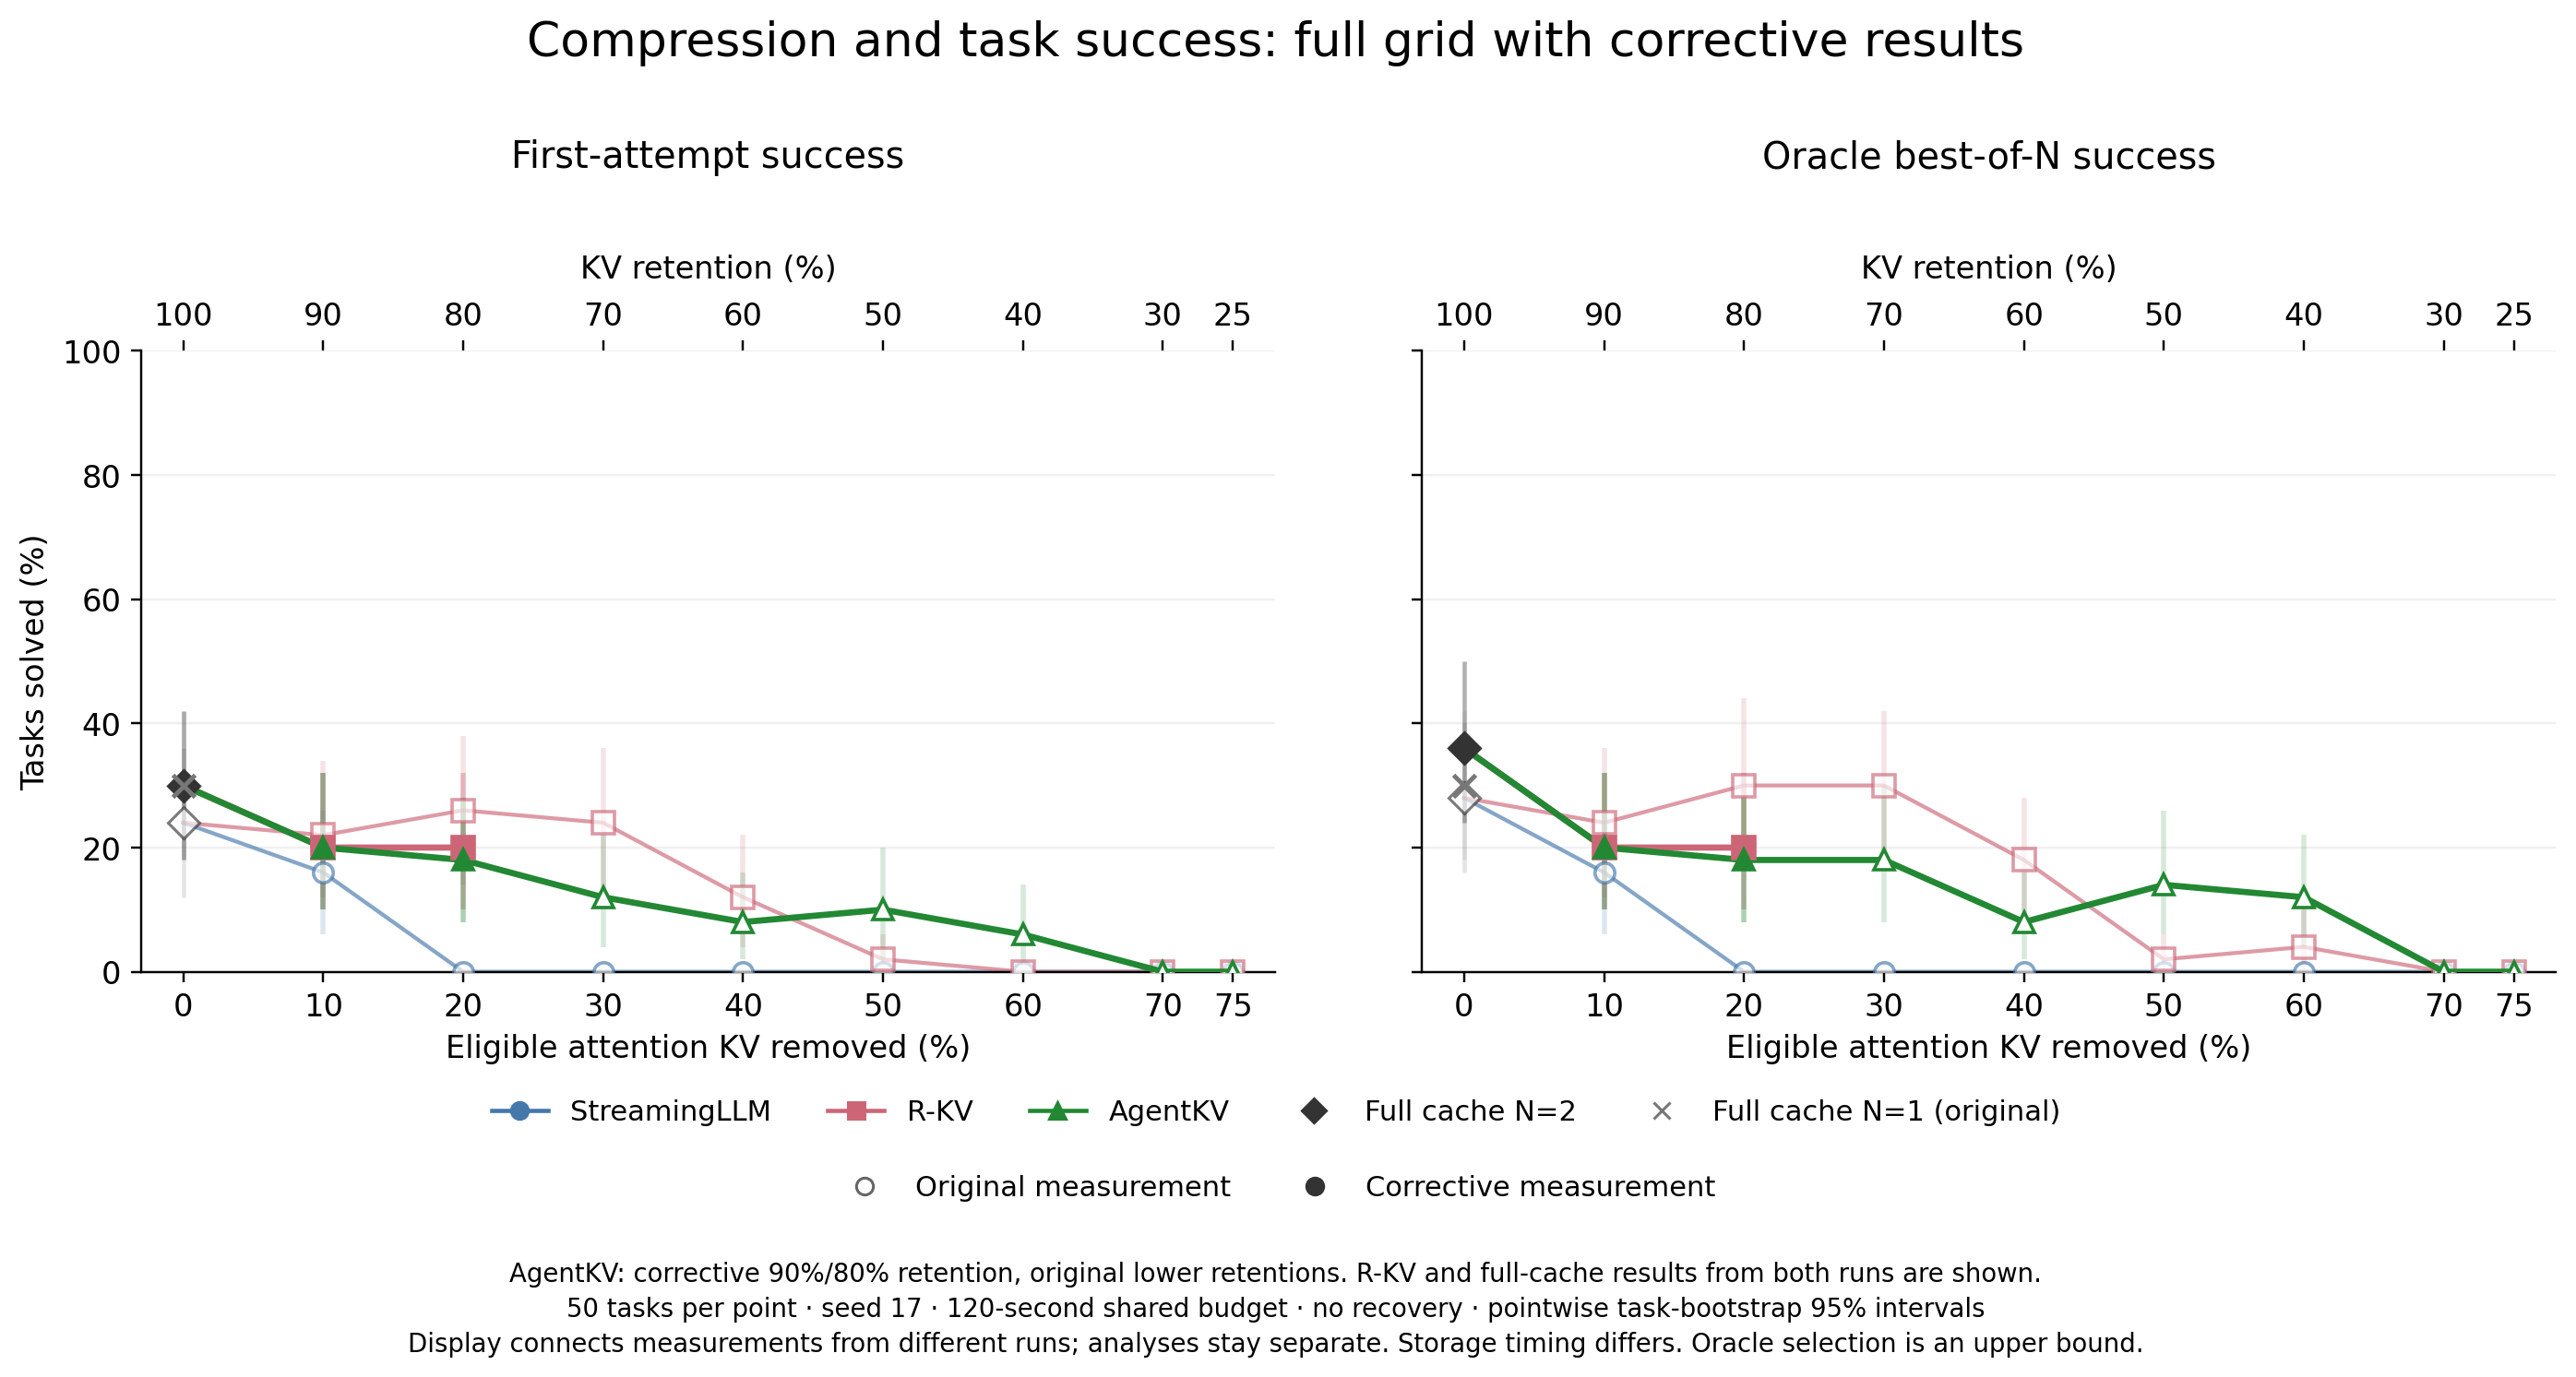 Compression and task success: full grid with corrective results
First-attempt success
Oracle best-of-N success
KV retention (%)
KV retention (%)
100 90 80 70 60 50 40 30 25
100 90 80 70 60 50 40 30 25
100
80
60
40
20
0
Tasks solved (%)
0 10 20 30 40 50 60 70 75
0 10 20 30 40 50 60 70 75
Eligible attention KV removed (%)
Eligible attention KV removed (%)
StreamingLLM R-KV AgentKV Full cache N=2 Full cache N=1 (original)
Original measurement Corrective measurement
AgentKV: corrective 90%/80% retention, original lower retentions. R-KV and full-cache results from both runs are shown.
50 tasks per point · seed 17 · 120-second shared budget · no recovery · pointwise task-bootstrap 95% intervals
Display connects measurements from different runs; analyses stay separate. Storage timing differs. Oracle selection is an upper bound.